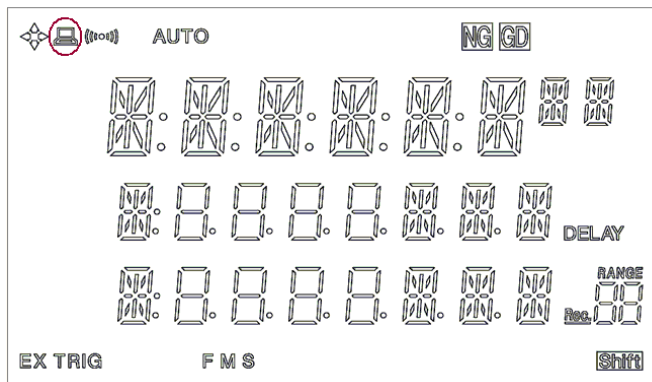 AUTO NG GD
DELAY
RANGE
Rec.
EX TRIG F M S Shift